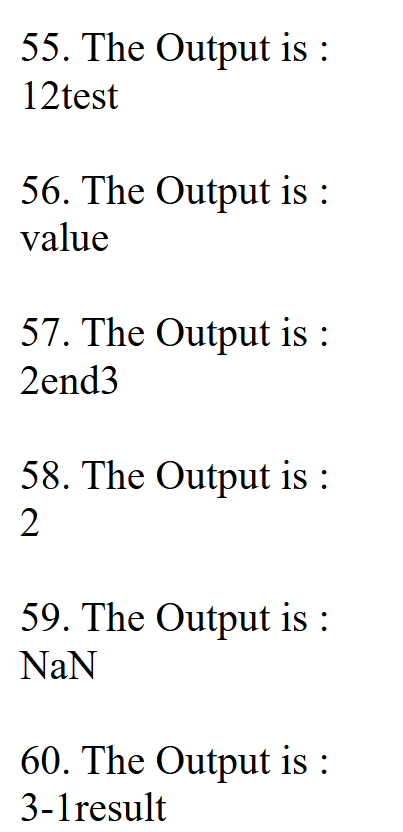 55. The Output is :
12test
56. The Output is :
value
57. The Output is :
2end3
58. The Output is :
2
59. The Output is :
NaN
60. The Output is :
3-1result